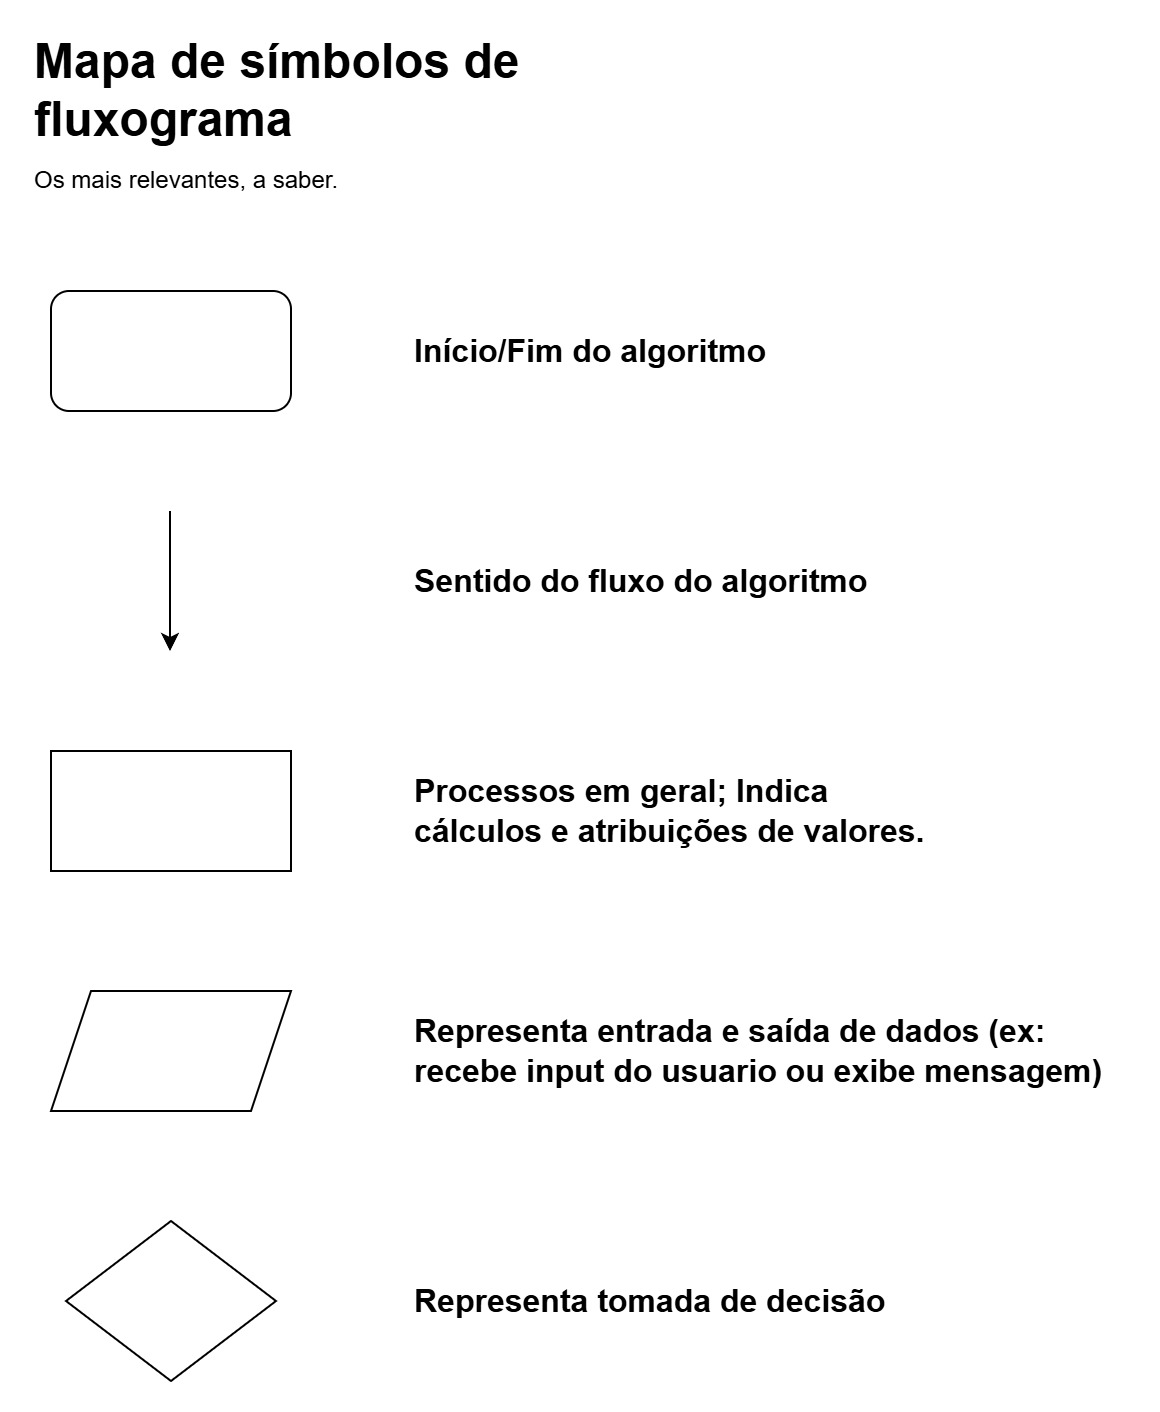 Mapa de símbolos de
fluxograma
Os mais relevantes, a saber.
Início/Fim do algoritmo
Sentido do fluxo do algoritmo
Processos em geral; Indica
cálculos e atribuições de valores.
Representa entrada e saída de dados (ex:
recebe input do usuario ou exibe mensagem)
Representa tomada de decisão